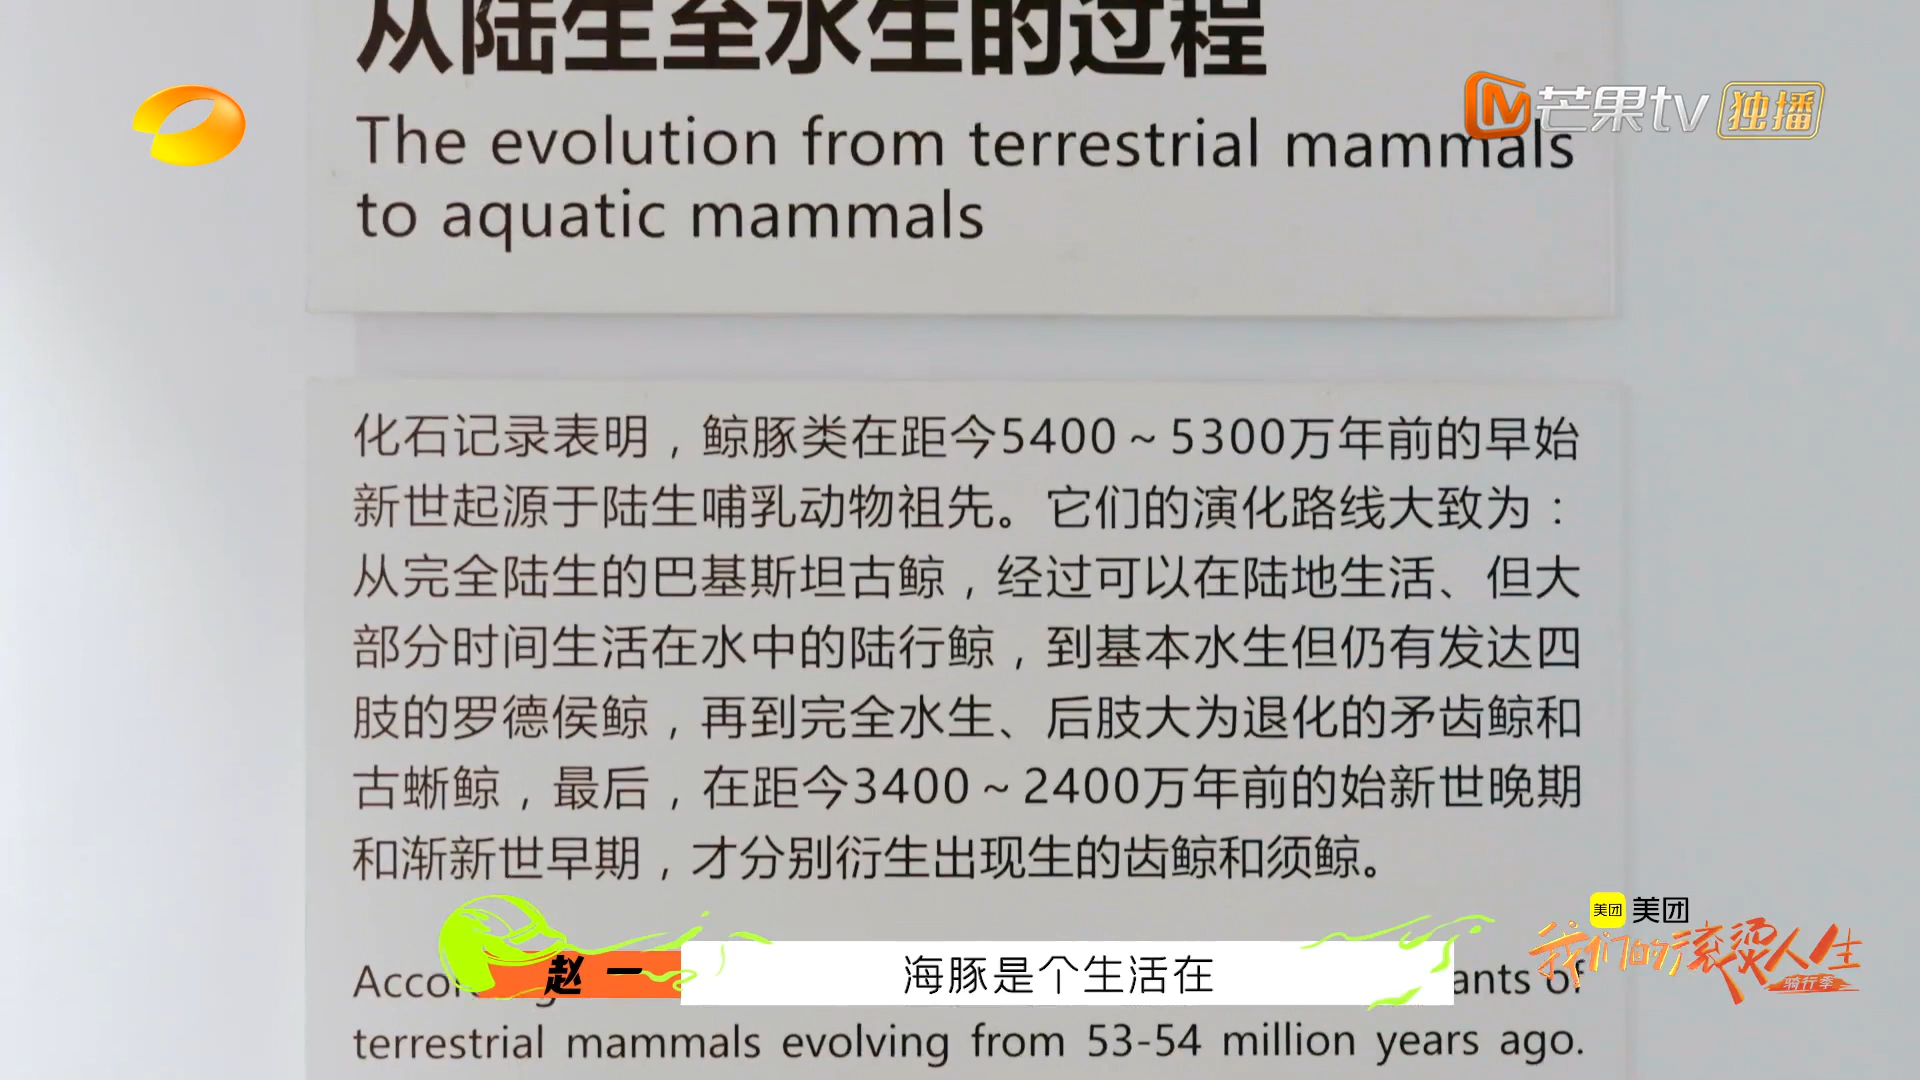 从陆生至水生的过程
The evolution from terrestrial mammals
to aquatic mammals
芒果tv 独播
化石记录表明，鲸豚类在距今5400～5300万年前的早始
新世起源于陆生哺乳动物祖先。它们的演化路线大致为：
从完全陆生的巴基斯坦古鲸，经过可以在陆地生活、但大
部分时间生活在水中的陆行鲸，到基本水生但仍有发达四
肢的罗德侯鲸，再到完全水生、后肢大为退化的矛齿鲸和
古蜥鲸，最后，在距今3400～2400万年前的始新世晚期
和渐新世早期，才分别衍生出现生的齿鲸和须鲸。
美团 美团
我们的滚烫人生
骑行季
赵一 海豚是个生活在
of
terrestrial mammals evolving from 53-54 million years ago.